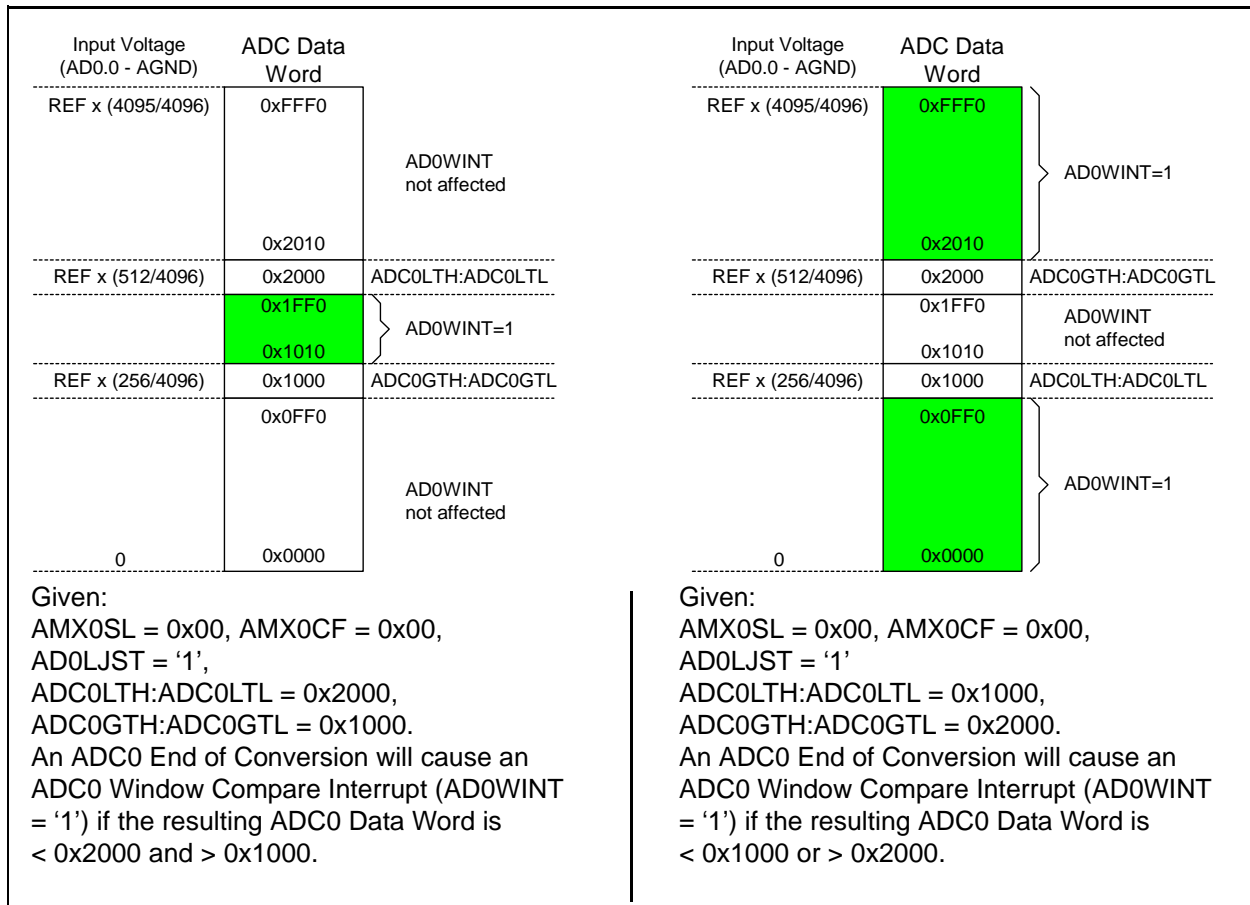 Input Voltage
(AD0.0 - AGND)
ADC Data
Word
REF x (4095/4096)
0xFFF0
AD0WINT
not affected
0x2010
REF x (512/4096)
0x2000
ADC0LTH:ADC0LTL
0x1FF0
AD0WINT=1
0x1010
REF x (256/4096)
0x1000
ADC0GTH:ADC0GTL
0x0FF0
AD0WINT
not affected
0
0x0000
Given:
AMX0SL = 0x00, AMX0CF = 0x00,
AD0LJST = ‘1’,
ADC0LTH:ADC0LTL = 0x2000,
ADC0GTH:ADC0GTL = 0x1000.
An ADC0 End of Conversion will cause an
ADC0 Window Compare Interrupt (AD0WINT
= ‘1’) if the resulting ADC0 Data Word is
< 0x2000 and > 0x1000.
Input Voltage
(AD0.0 - AGND)
ADC Data
Word
REF x (4095/4096)
0xFFF0
AD0WINT=1
0x2010
REF x (512/4096)
0x2000
ADC0GTH:ADC0GTL
0x1FF0
AD0WINT
not affected
0x1010
REF x (256/4096)
0x1000
ADC0LTH:ADC0LTL
0x0FF0
AD0WINT=1
0
0x0000
Given:
AMX0SL = 0x00, AMX0CF = 0x00,
AD0LJST = ‘1’
ADC0LTH:ADC0LTL = 0x1000,
ADC0GTH:ADC0GTL = 0x2000.
An ADC0 End of Conversion will cause an
ADC0 Window Compare Interrupt (AD0WINT
= ‘1’) if the resulting ADC0 Data Word is
< 0x1000 or > 0x2000.